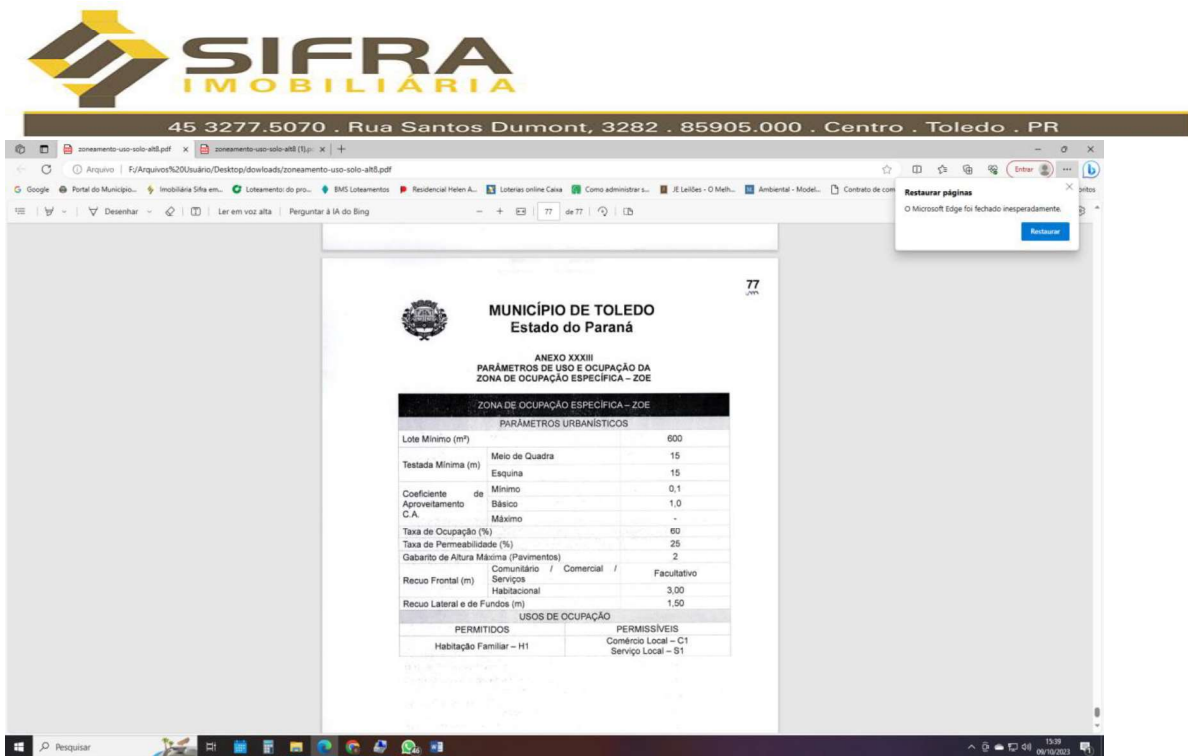 SIFRA
IMOBILIÁRIA
45 3277.5070 . Rua Santos Dumont, 3282 . 85905.000 . Centro . Toledo . PR
zoneamento-uso-solo-alt8.pdf
zoneamento-uso-solo-alt8 (1).p
Arquivo F:/Arquivos%20Usuário/Desktop/dowloads/zoneamento-uso-solo-alt8.pdf
Entrar
Google Portal do Município... Imobiliária Sifra em... Loteamento: do pro... BMS Loteamentos Residencial Helen A... Loterias online Caixa Como administrar s... JE Leilões - O Melh... Ambiental - Model... Contrato de com
Restaurar páginas
O Microsoft Edge foi fechado inesperadamente.
Restaurar
Desenhar Ler em voz alta Perguntar à IA do Bing 77 de 77
77
MUNICÍPIO DE TOLEDO
Estado do Paraná
ANEXO XXXIII
PARÂMETROS DE USO E OCUPAÇÃO DA
ZONA DE OCUPAÇÃO ESPECÍFICA – ZOE
ZONA DE OCUPAÇÃO ESPECÍFICA – ZOE
PARÂMETROS URBANÍSTICOS
Lote Mínimo (m²) 600
Testada Mínima (m) Meio de Quadra 15
Esquina 15
Coeficiente de Aproveitamento C.A. Mínimo 0,1
Básico 1,0
Máximo -
Taxa de Ocupação (%) 60
Taxa de Permeabilidade (%) 25
Gabarito de Altura Máxima (Pavimentos) 2
Recuo Frontal (m) Comunitário / Comercial / Serviços Facultativo
Habitacional 3,00
Recuo Lateral e de Fundos (m) 1,50
USOS DE OCUPAÇÃO
PERMITIDOS PERMISSÍVEIS
Habitação Familiar – H1 Comércio Local – C1
Serviço Local – S1
Pesquisar
15:39
09/10/2023